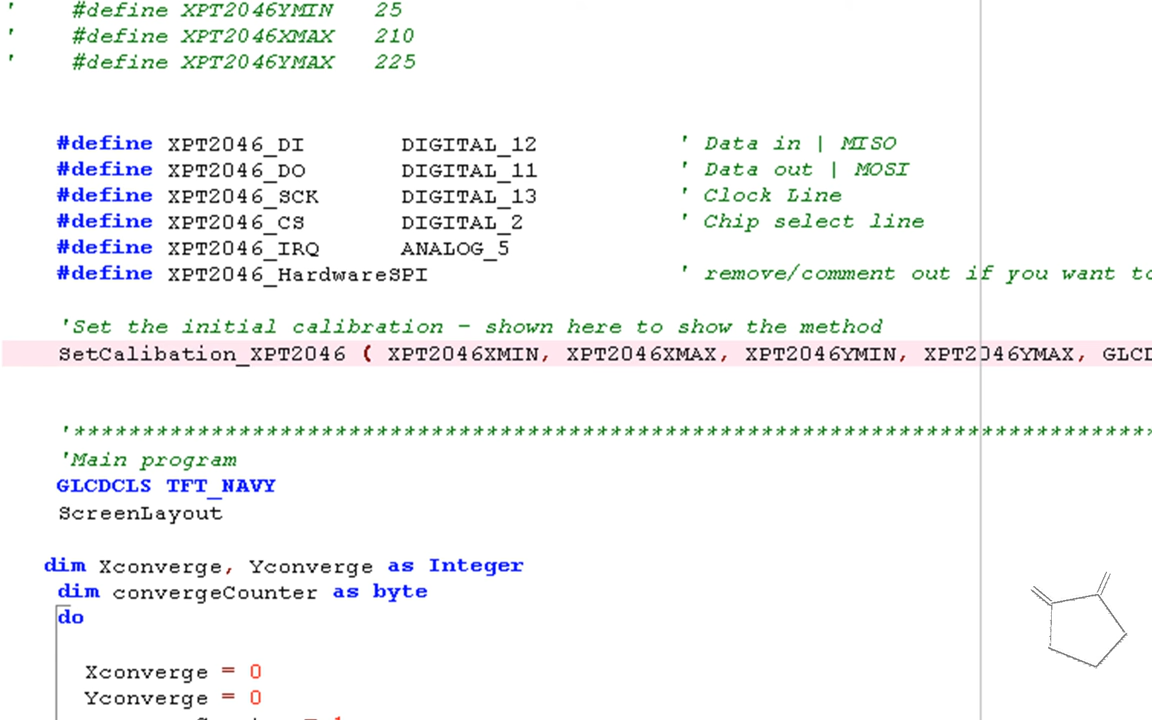 ' #define XPT2046YMIN 25
' #define XPT2046XMAX 210
' #define XPT2046YMAX 225
#define XPT2046_DI DIGITAL_12 ' Data in | MISO
#define XPT2046_DO DIGITAL_11 ' Data out | MOSI
#define XPT2046_SCK DIGITAL_13 ' Clock Line
#define XPT2046_CS DIGITAL_2 ' Chip select line
#define XPT2046_IRQ ANALOG_5
#define XPT2046_HardwareSPI ' remove/comment out if you want to
'Set the initial calibration - shown here to show the method
SetCalibation_XPT2046 ( XPT2046XMIN, XPT2046XMAX, XPT2046YMIN, XPT2046YMAX, GLCD
'*******************************************************************************
'Main program
GLCDCLS TFT_NAVY
ScreenLayout
dim Xconverge, Yconverge as Integer
dim convergeCounter as byte
do
Xconverge = 0
Yconverge = 0